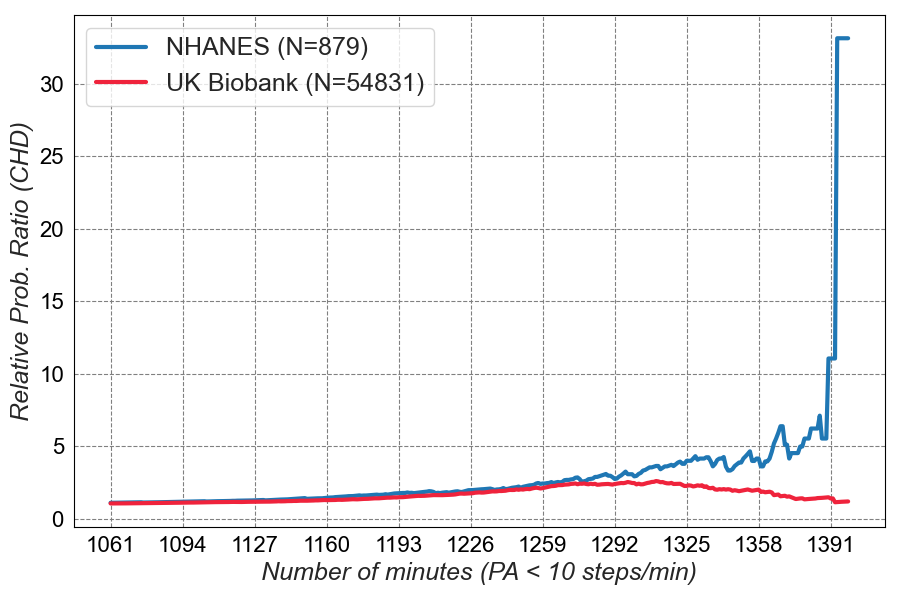 NHANES (N=879)
UK Biobank (N=54831)
Relative Prob. Ratio (CHD)
30
25
20
15
10
5
0
1061 1094 1127 1160 1193 1226 1259 1292 1325 1358 1391
Number of minutes (PA < 10 steps/min)